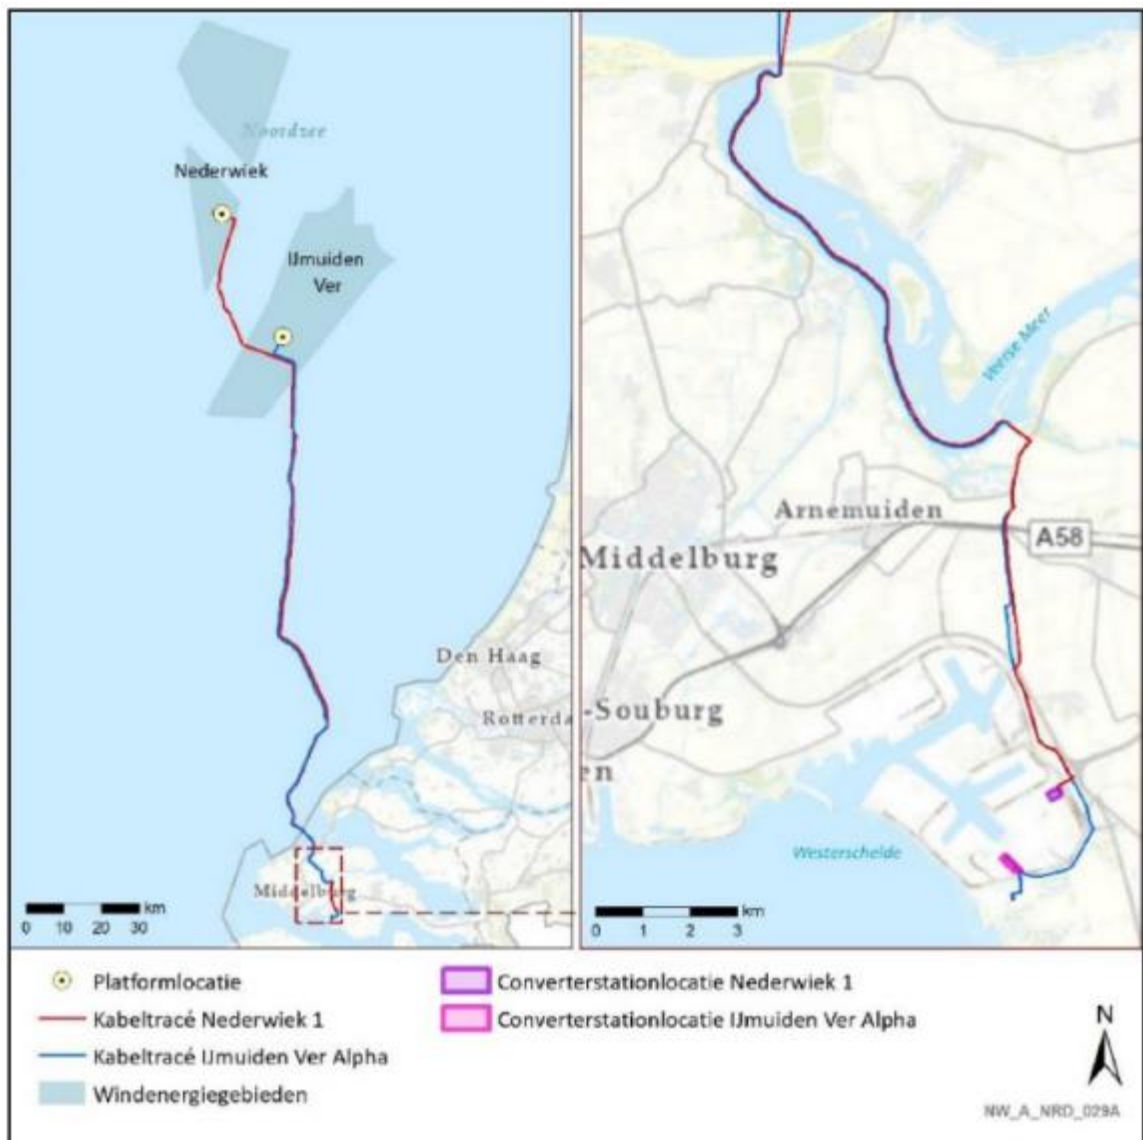 Noordzee
Nederwiek
IJmuiden
Ver
Den Haag
Rotterda
Middelburg
km
0 10 20 30
Veerse Meer
Arnemuiden
A58
Middelburg
-Souburg
en
Westerschelde
km
0 1 2 3
Platformlocatie
Kabeltracé Nederwiek 1
Kabeltracé IJmuiden Ver Alpha
Windenergiegebieden
Converterstationlocatie Nederwiek 1
Converterstationlocatie IJmuiden Ver Alpha
N
NW_A_NRD_029A